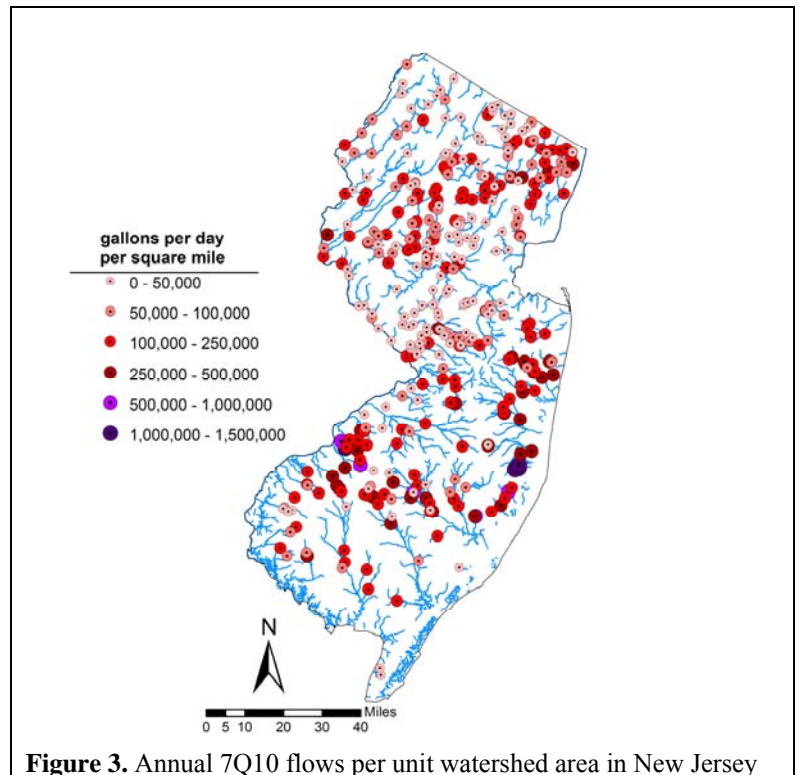 gallons per day
per square mile
0 - 50,000
50,000 - 100,000
100,000 - 250,000
250,000 - 500,000
500,000 - 1,000,000
1,000,000 - 1,500,000
N
Miles
0 5 10 20 30 40
Figure 3. Annual 7Q10 flows per unit watershed area in New Jersey